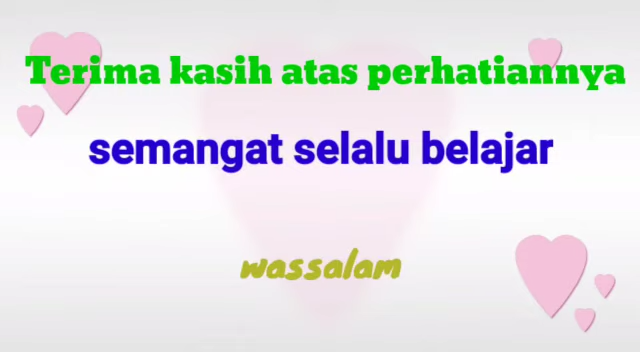 Terima kasih atas perhatiannya
semangat selalu belajar
wassalam